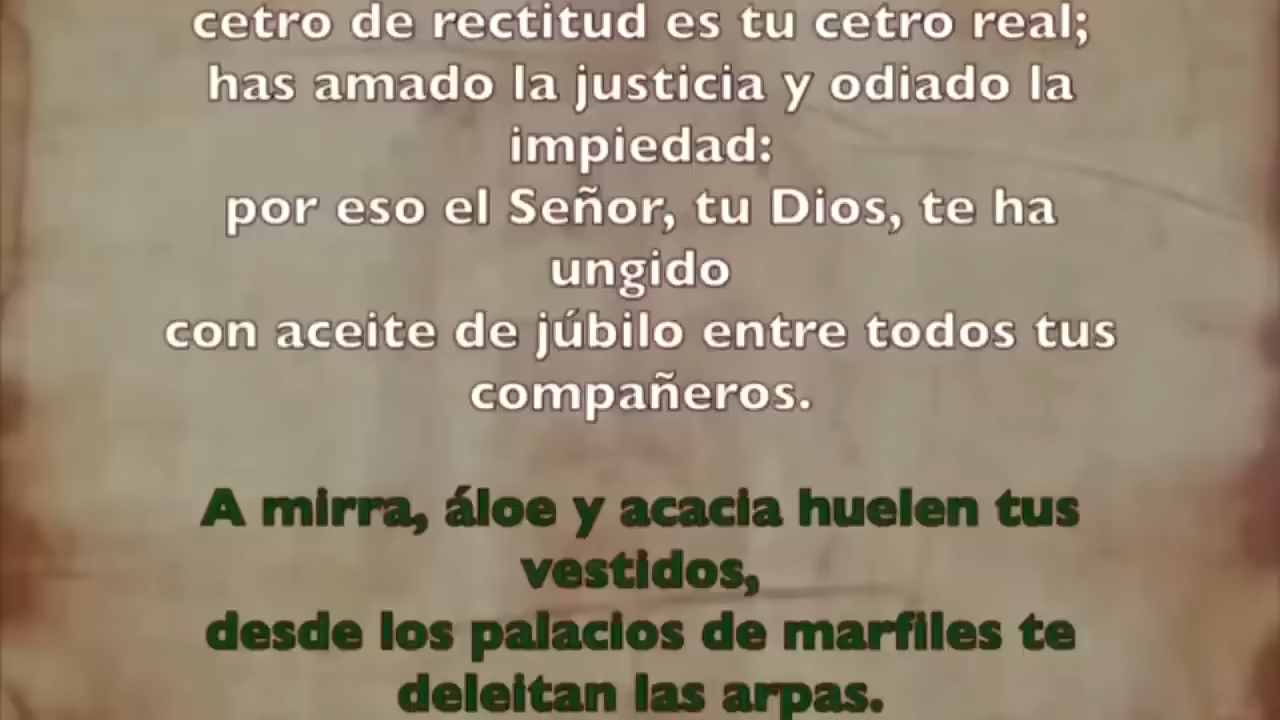 cetro de rectitud es tu cetro real;
has amado la justicia y odiado la
impiedad:
por eso el Señor, tu Dios, te ha
ungido
con aceite de júbilo entre todos tus
compañeros.
A mirra, áloe y acacia huelen tus
vestidos,
desde los palacios de marfiles te
deleitan las arpas.